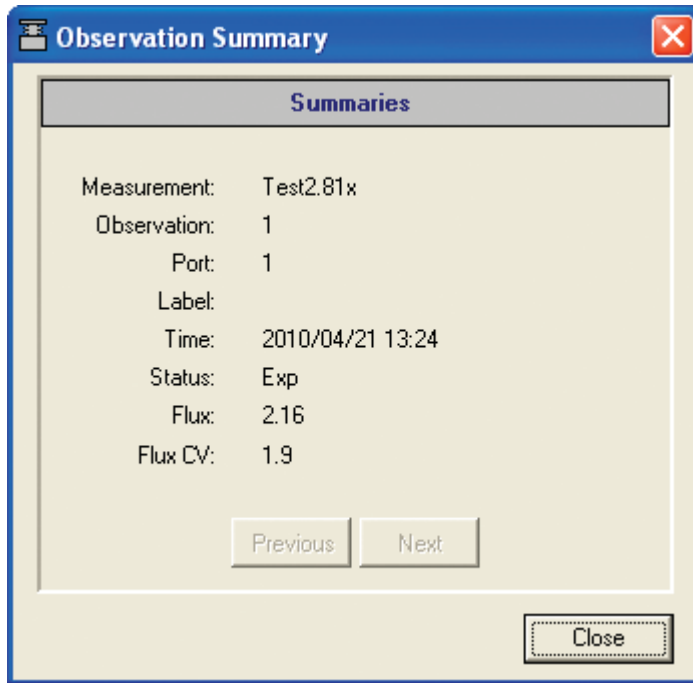 Observation Summary
Summaries
Measurement: Test2.81x
Observation: 1
Port: 1
Label:
Time: 2010/04/21 13:24
Status: Exp
Flux: 2.16
Flux CV: 1.9
Previous Next
Close